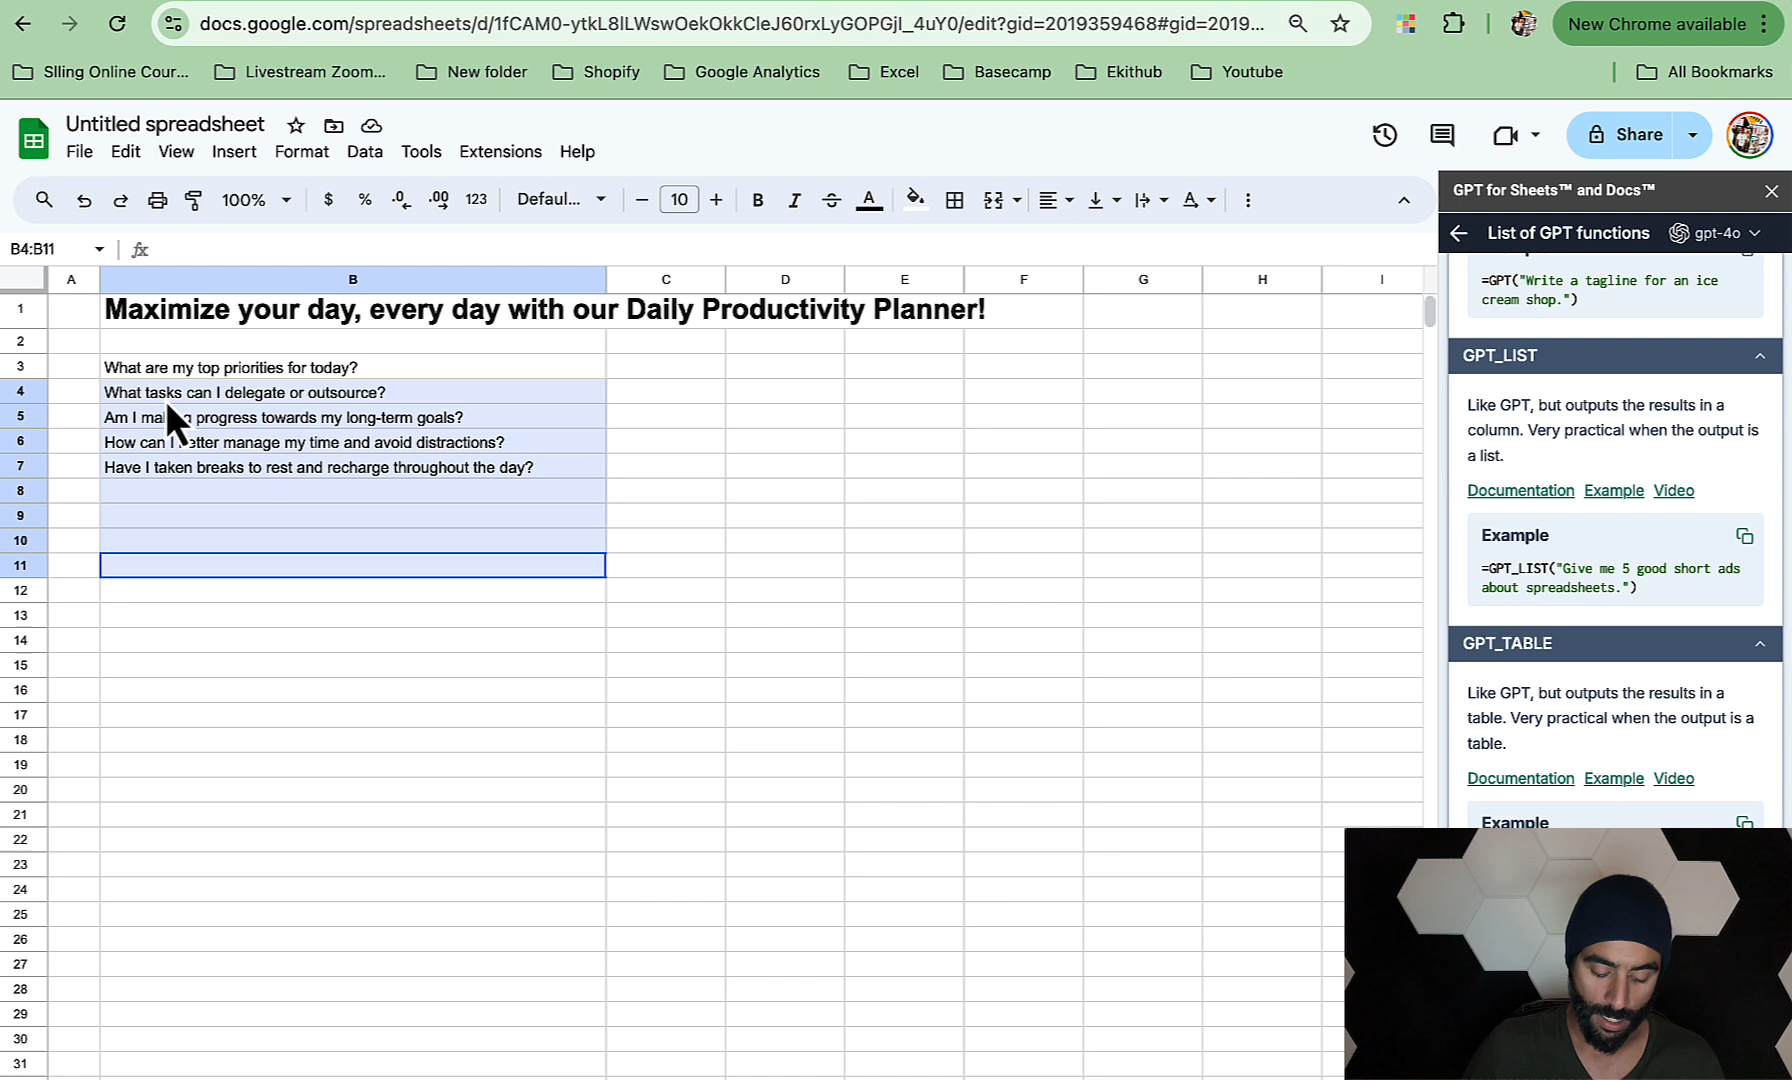 docs.google.com/spreadsheets/d/1fCAM0-ytkL8lLWswOekOkkCleJ60rxLyGOPGjI_4uY0/edit?gid=2019359468#gid=2019...
New Chrome available
Slling Online Cour...
Livestream Zoom...
New folder
Shopify
Google Analytics
Excel
Basecamp
Ekithub
Youtube
All Bookmarks
Untitled spreadsheet
File Edit View Insert Format Data Tools Extensions Help
Share
100% $ % .0 .00 123 Defaul... − 10 + B I S A
B4:B11
fx
A B C D E F G H I
1 Maximize your day, every day with our Daily Productivity Planner!
2
3 What are my top priorities for today?
4 What tasks can I delegate or outsource?
5 Am I progress towards my long-term goals?
6 How can I manage my time and avoid distractions?
7 Have I taken breaks to rest and recharge throughout the day?
8
9
10
11
12
13
14
15
16
17
18
19
20
21
22
23
24
25
26
27
28
29
30
31
GPT for Sheets™ and Docs™
List of GPT functions
gpt-4o
=GPT("Write a tagline for an ice
cream shop.")
GPT_LIST
Like GPT, but outputs the results in a
column. Very practical when the output is
a list.
Documentation Example Video
Example
=GPT_LIST("Give me 5 good short ads
about spreadsheets.")
GPT_TABLE
Like GPT, but outputs the results in a
table. Very practical when the output is a
table.
Documentation Example Video
Example